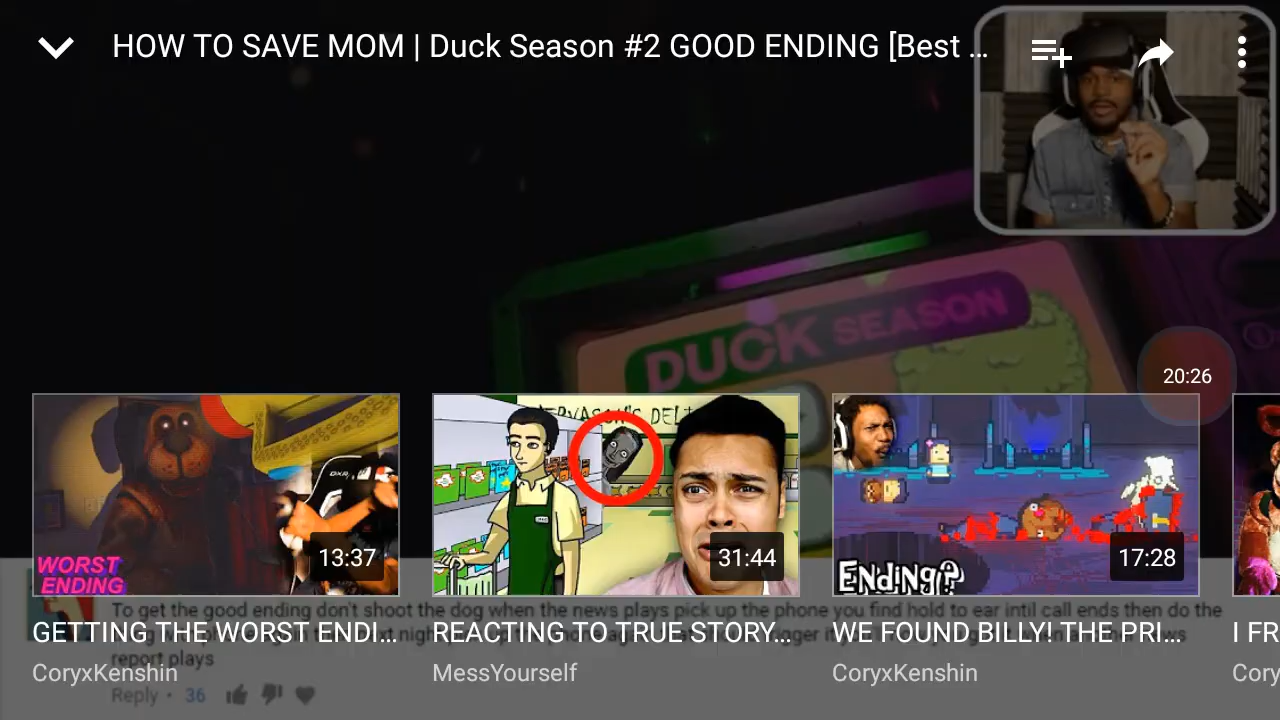 HOW TO SAVE MOM | Duck Season #2 GOOD ENDING [Best ...
DUCK SEASON
20:26
WORST
ENDING
13:37
DELI
31:44
Ending?
17:28
To get the good ending don't shoot the dog when the news plays pick up the phone you find hold to ear intil call ends then do the
GETTING THE WORST ENDI...
REACTING TO TRUE STORY...
WE FOUND BILLY! THE PRI...
I FR
report plays
CoryxKenshin
MessYourself
CoryxKenshin
Cory
Reply • 36